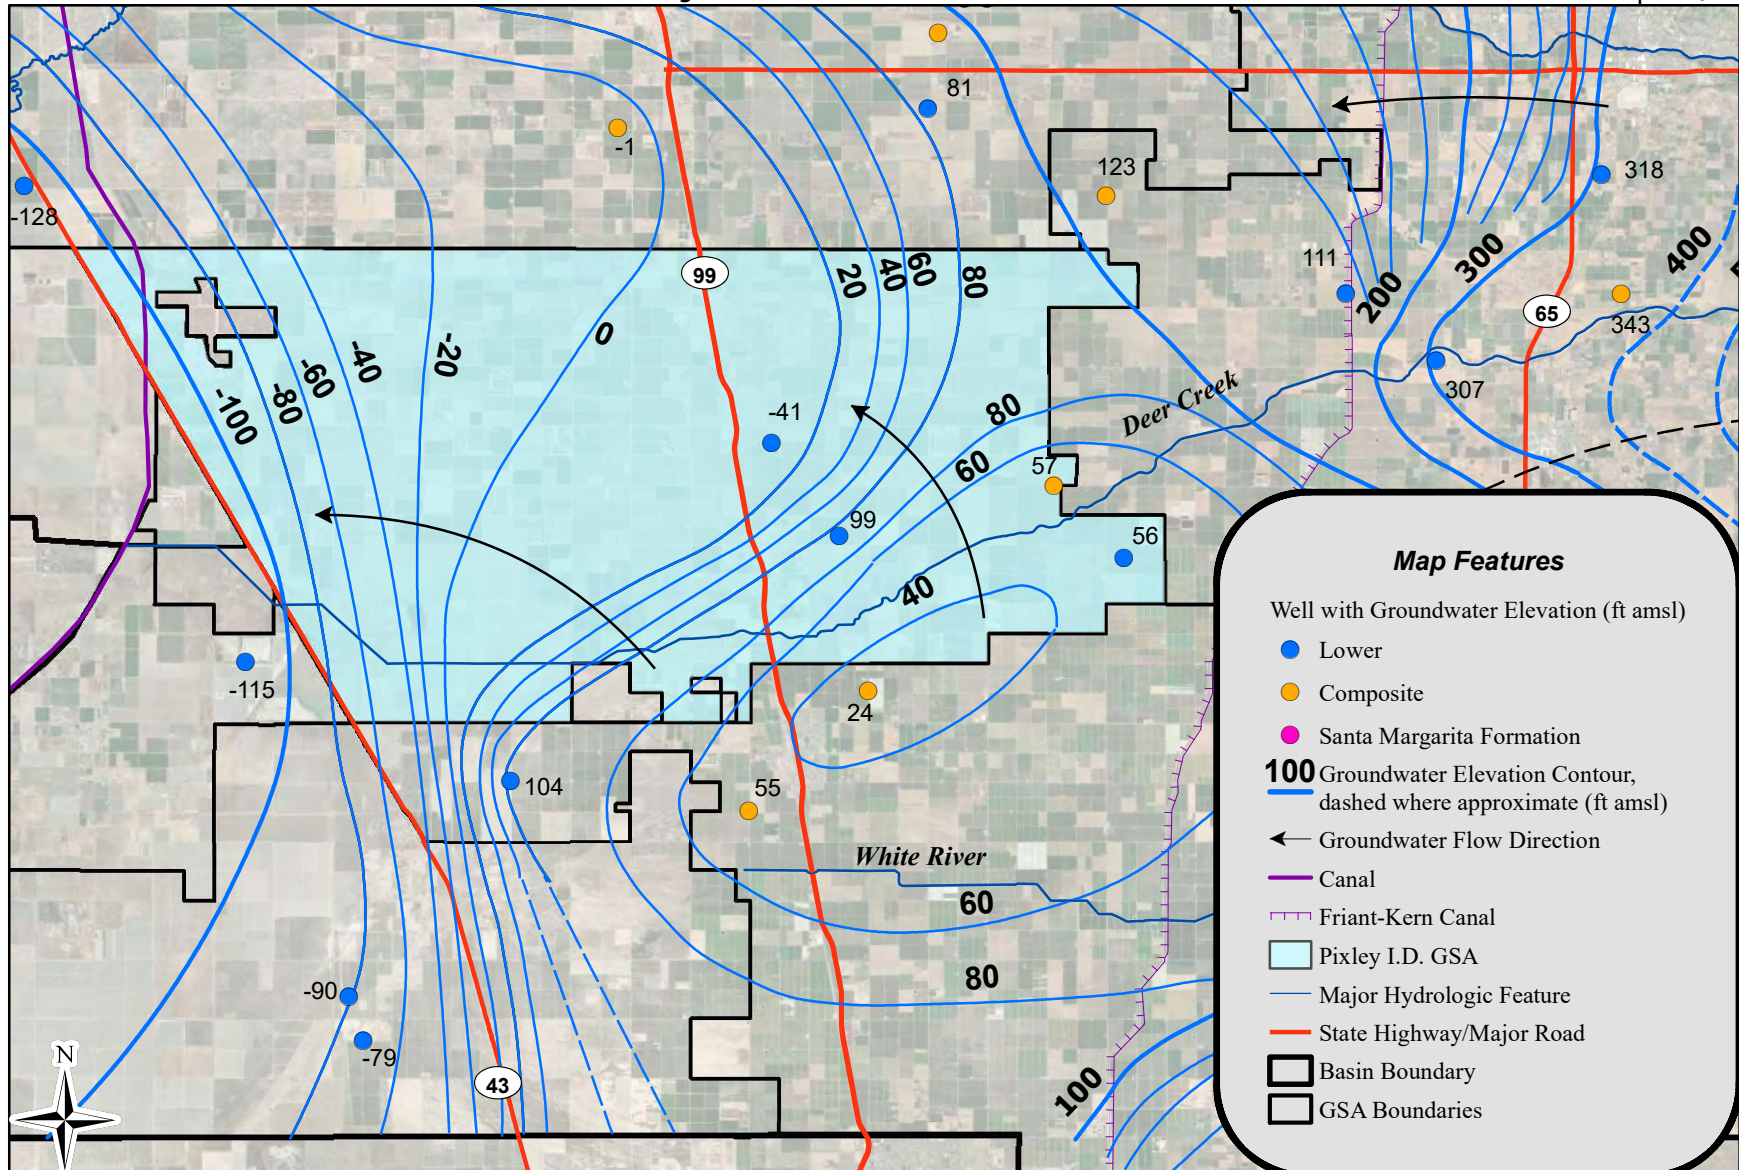 81
-1
123
318
-128
111
400
300
200
99
20
40
60
80
65
343
0
-20
-40
-60
-80
-100
307
Deer Creek
-41
80
60
57
99
56
40
-115
24
104
55
White River
60
80
-90
-79
43
100
N
Map Features
Well with Groundwater Elevation (ft amsl)
Lower
Composite
Santa Margarita Formation
100 Groundwater Elevation Contour,
dashed where approximate (ft amsl)
Groundwater Flow Direction
Canal
Friant-Kern Canal
Pixley I.D. GSA
Major Hydrologic Feature
State Highway/Major Road
Basin Boundary
GSA Boundaries